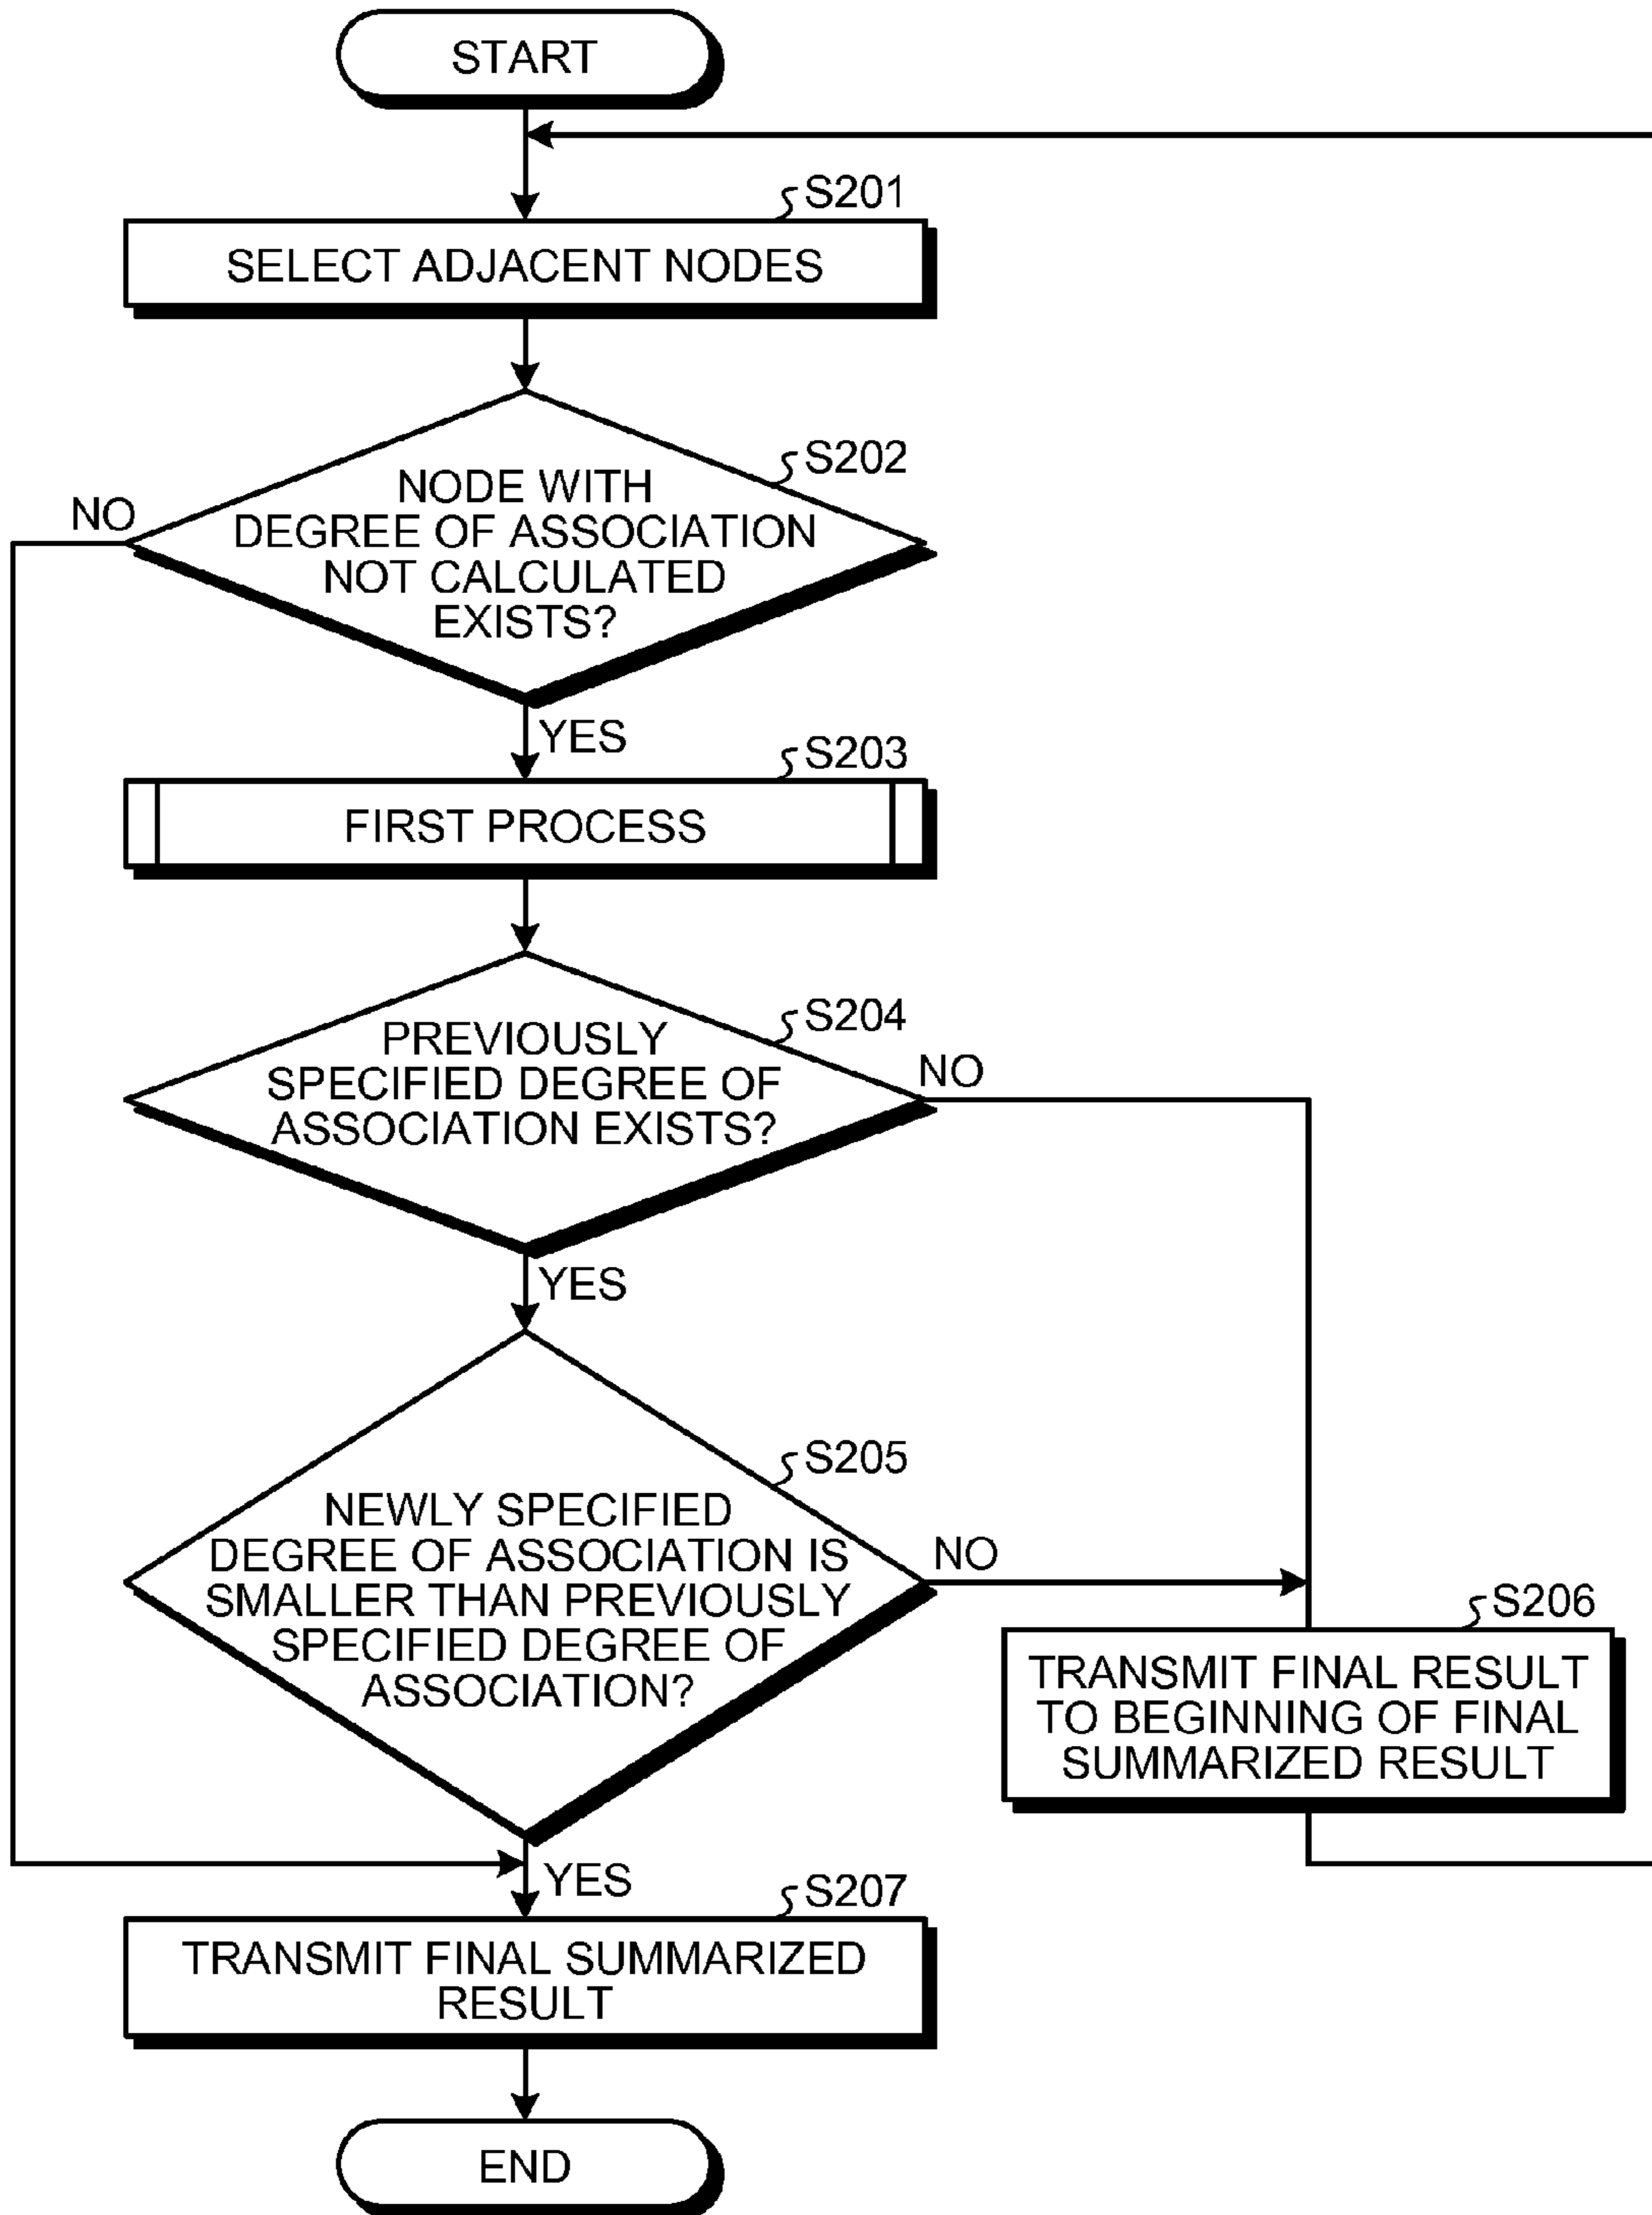 START
S201
SELECT ADJACENT NODES
S202
NODE WITH
DEGREE OF ASSOCIATION
NOT CALCULATED
EXISTS?
NO
YES
S203
FIRST PROCESS
S204
PREVIOUSLY
SPECIFIED DEGREE OF
ASSOCIATION EXISTS?
NO
YES
S205
NEWLY SPECIFIED
DEGREE OF ASSOCIATION IS
SMALLER THAN PREVIOUSLY
SPECIFIED DEGREE OF
ASSOCIATION?
NO
S206
TRANSMIT FINAL RESULT
TO BEGINNING OF FINAL
SUMMARIZED RESULT
YES
S207
TRANSMIT FINAL SUMMARIZED
RESULT
END